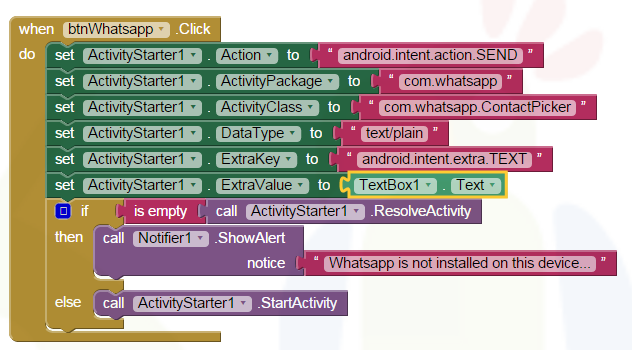 when btnWhatsapp .Click
do set ActivityStarter1 . Action to " android.intent.action.SEND "
set ActivityStarter1 . ActivityPackage to " com.whatsapp "
set ActivityStarter1 . ActivityClass to " com.whatsapp.ContactPicker "
set ActivityStarter1 . DataType to " text/plain "
set ActivityStarter1 . ExtraKey to " android.intent.extra.TEXT "
set ActivityStarter1 . ExtraValue to TextBox1 . Text
if is empty call ActivityStarter1 .ResolveActivity
then call Notifier1 .ShowAlert
notice " Whatsapp is not installed on this device... "
else call ActivityStarter1 .StartActivity